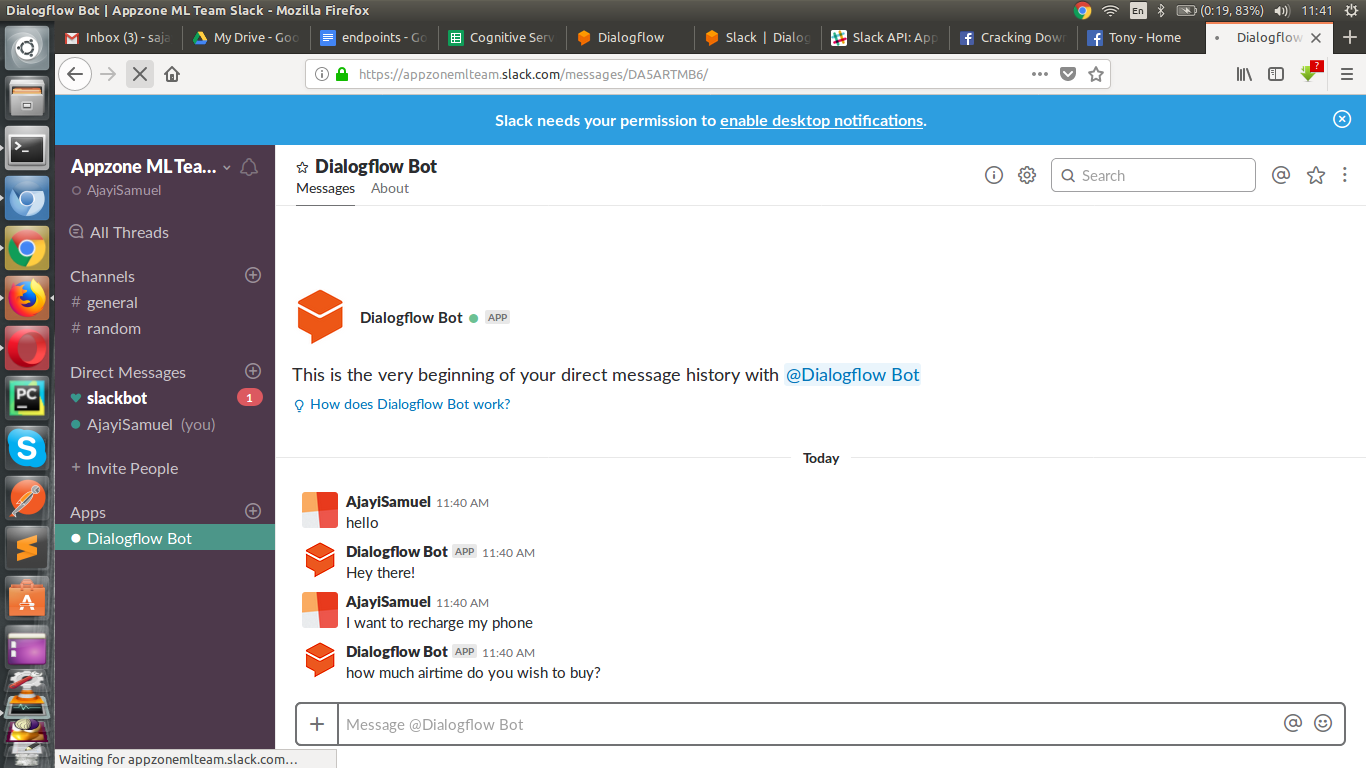 Dialogflow Bot | Appzone ML Team Slack - Mozilla Firefox
En
(0:19, 83%)
11:41
Inbox (3) - saja
My Drive - Goo
endpoints - Go
Cognitive Serv
Dialogflow
Slack | Dialog
Slack API: App
Cracking Down
Tony - Home
Dialogflow
https://appzonemlteam.slack.com/messages/DA5ARTMB6/
?
Slack needs your permission to enable desktop notifications.
Appzone ML Tea...
AjayiSamuel
All Threads
Channels
# general
# random
Direct Messages
slackbot 1
AjayiSamuel (you)
+ Invite People
Apps
Dialogflow Bot
Dialogflow Bot
Messages About
Search
Dialogflow Bot APP
This is the very beginning of your direct message history with @Dialogflow Bot
How does Dialogflow Bot work?
Today
AjayiSamuel 11:40 AM
hello
Dialogflow Bot APP 11:40 AM
Hey there!
AjayiSamuel 11:40 AM
I want to recharge my phone
Dialogflow Bot APP 11:40 AM
how much airtime do you wish to buy?
Message @Dialogflow Bot
Waiting for appzonemlteam.slack.com...
PC
S
A